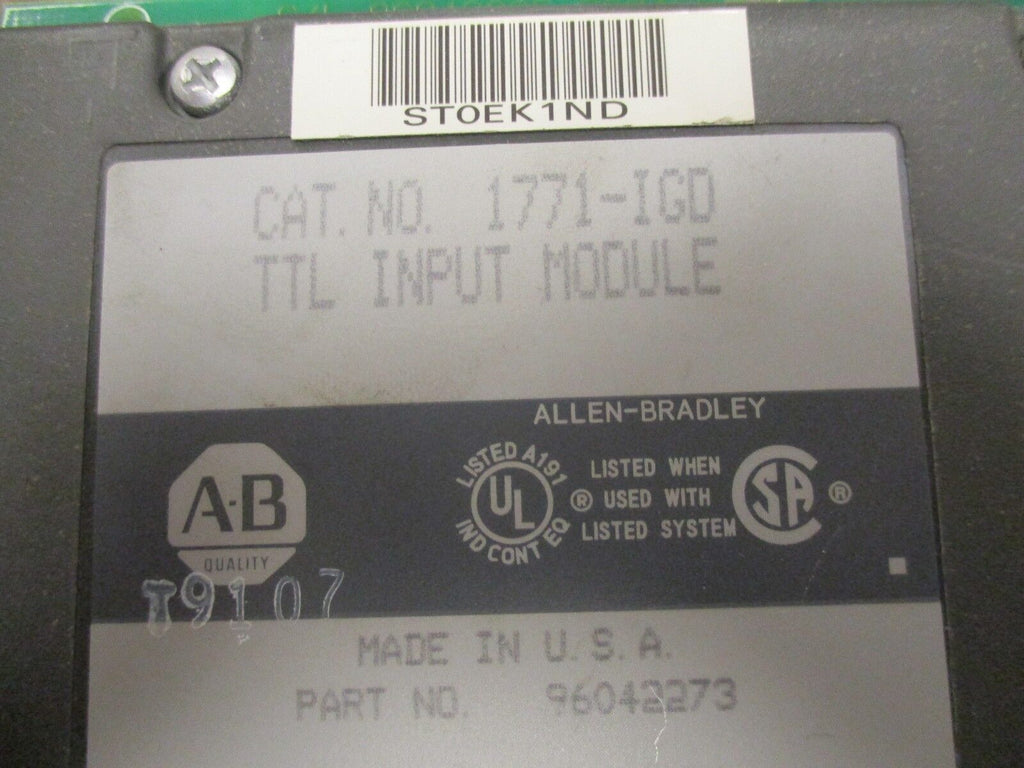 STOEK1ND
CAT. NO. 1771-IGD
TTL INPUT MODULE
ALLEN-BRADLEY
A-B
QUALITY
LISTED A191
UL
IND CONT EQ
®
LISTED WHEN
USED WITH
LISTED SYSTEM
SA
®
T9107
MADE IN U.S.A.
PART NO. 96042273